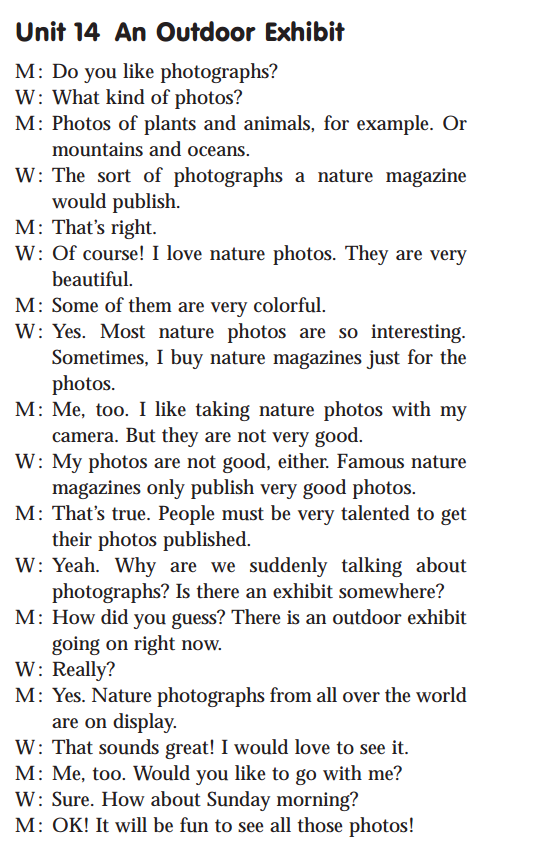 Unit 14 An Outdoor Exhibit
M: Do you like photographs?
W: What kind of photos?
M: Photos of plants and animals, for example. Or
mountains and oceans.
W: The sort of photographs a nature magazine
would publish.
M: That's right.
W: Of course! I love nature photos. They are very
beautiful.
M: Some of them are very colorful.
W: Yes. Most nature photos are so interesting.
Sometimes, I buy nature magazines just for the
photos.
M: Me, too. I like taking nature photos with my
camera. But they are not very good.
W: My photos are not good, either. Famous nature
magazines only publish very good photos.
M: That's true. People must be very talented to get
their photos published.
W: Yeah. Why are we suddenly talking about
photographs? Is there an exhibit somewhere?
M: How did you guess? There is an outdoor exhibit
going on right now.
W: Really?
M: Yes. Nature photographs from all over the world
are on display.
W: That sounds great! I would love to see it.
M: Me, too. Would you like to go with me?
W: Sure. How about Sunday morning?
M: OK! It will be fun to see all those photos!